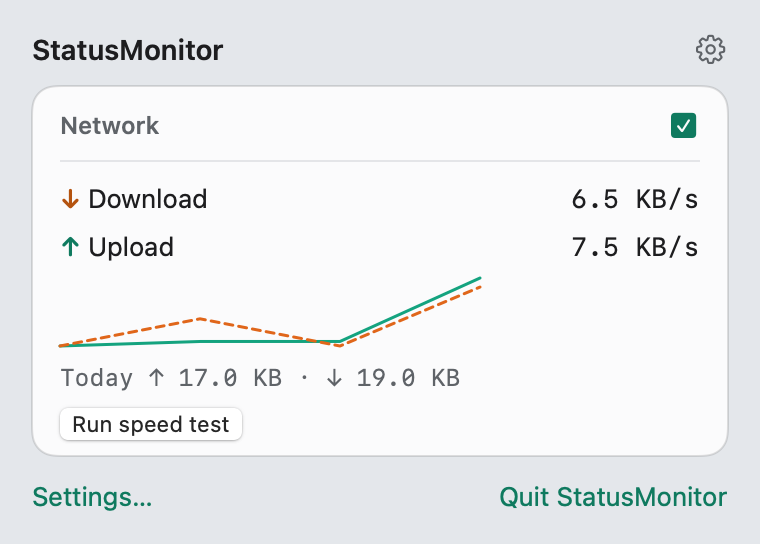 StatusMonitor
Network
↓ Download 6.5 KB/s
↑ Upload 7.5 KB/s
Today ↑ 17.0 KB · ↓ 19.0 KB
Run speed test
Settings... Quit StatusMonitor